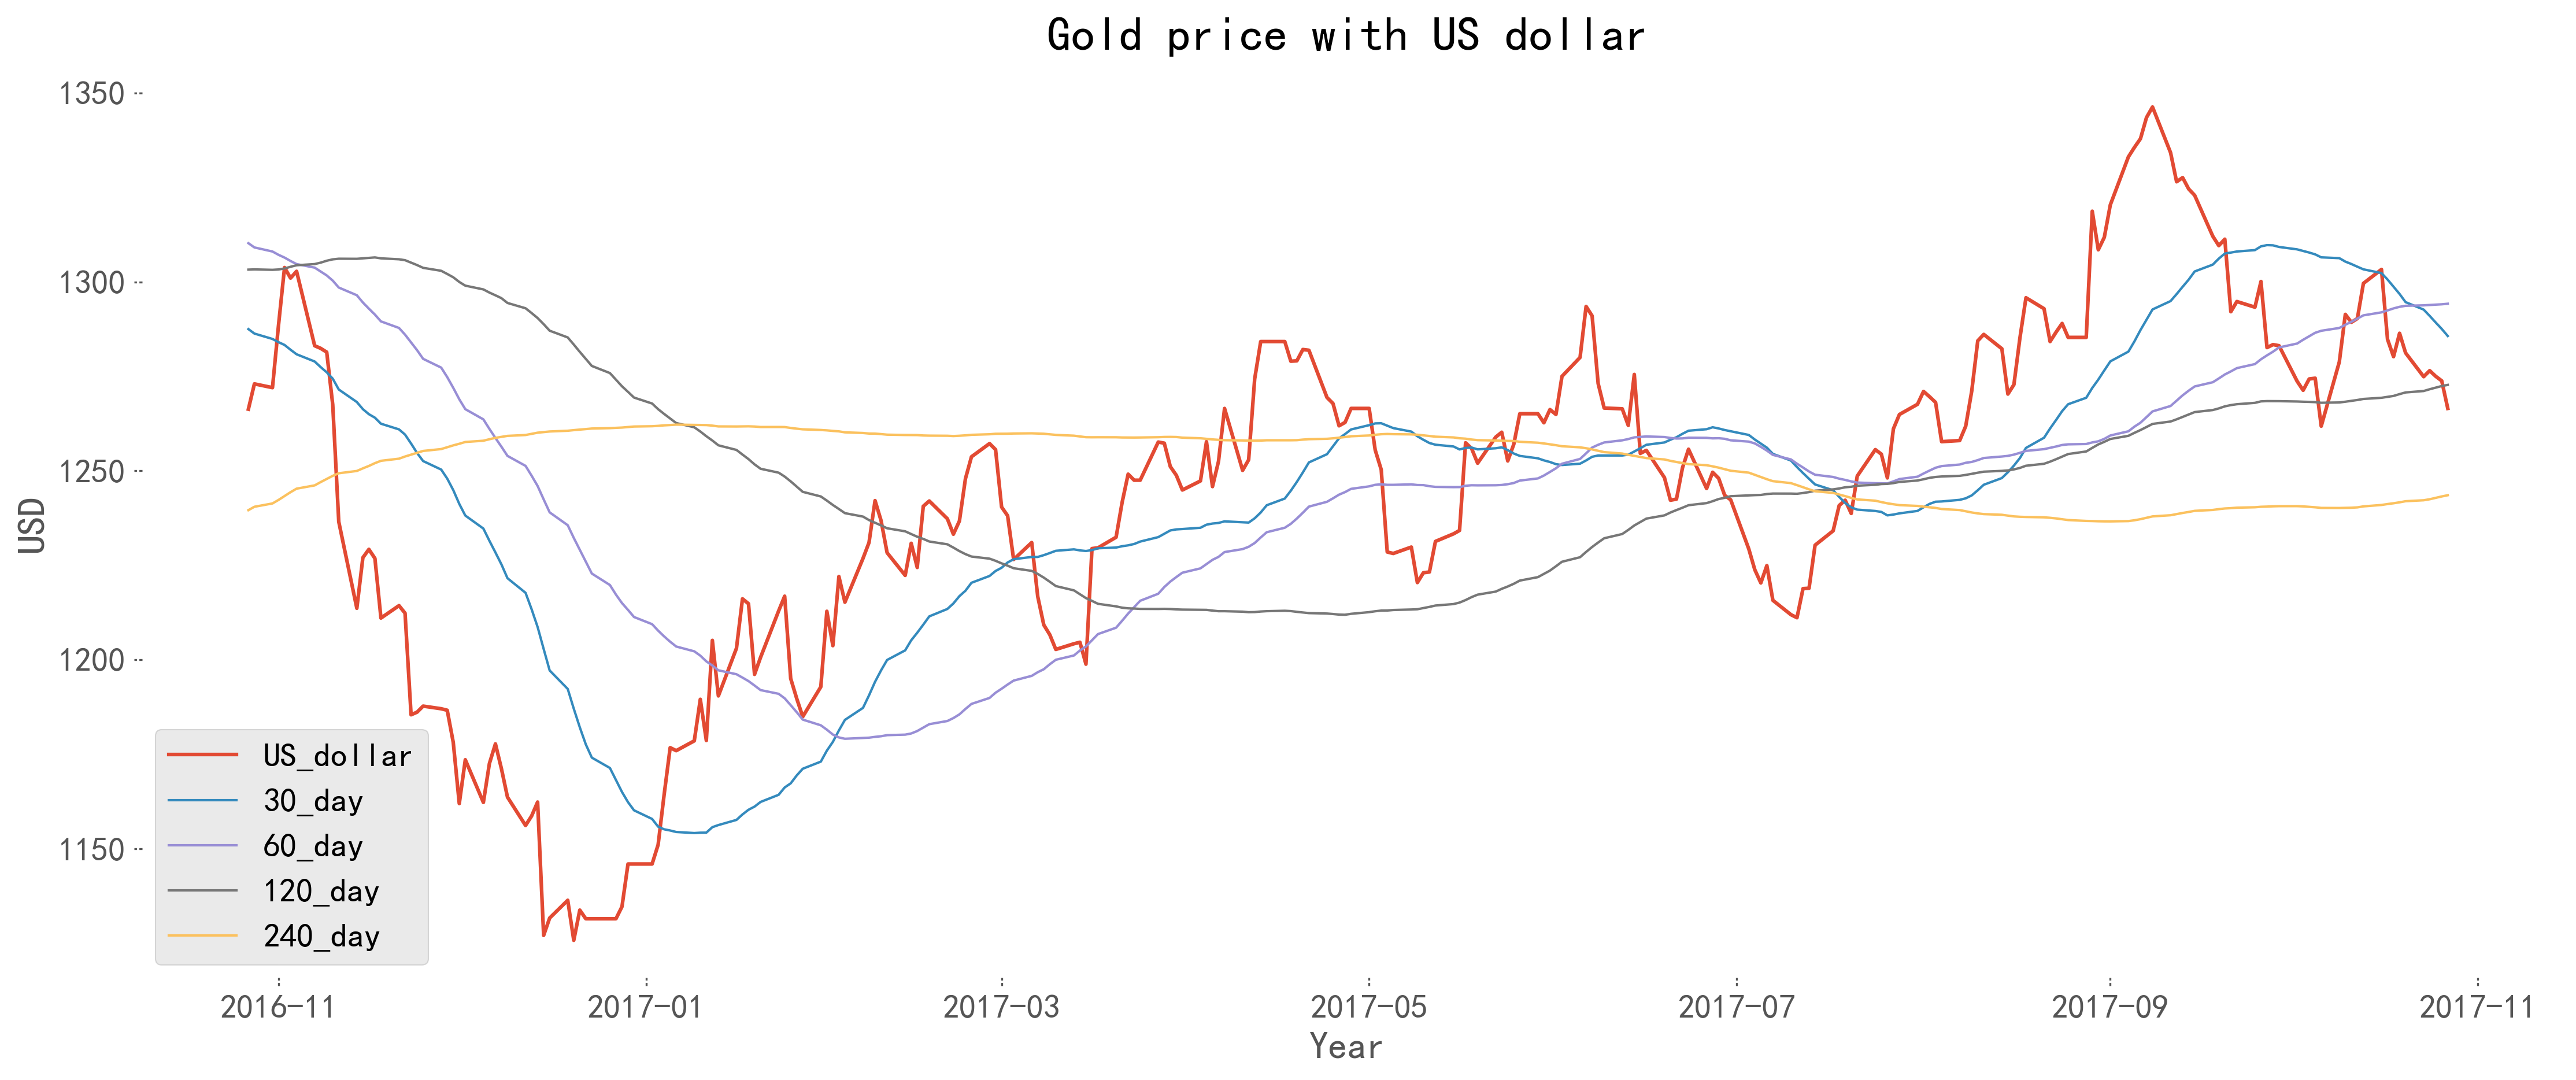 Gold price with US dollar
1350
1300
1250
1200
1150
USD
US_dollar
30_day
60_day
120_day
240_day
2016-11
2017-01
2017-03
2017-05
2017-07
2017-09
2017-11
Year